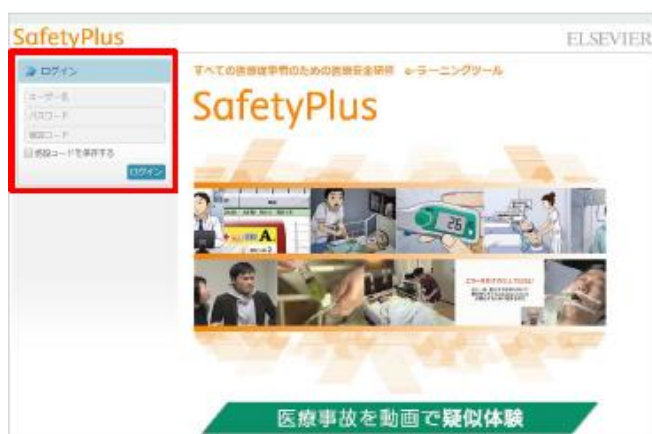 SafetyPlus
ELSEVIER
ログイン
ユーザー名
パスワード
施設コード
施設コードを保存する
ログイン
すべての医療従事者のための医療安全研修 e-ラーニングツール
SafetyPlus
A
26
医療事故を動画で疑似体験